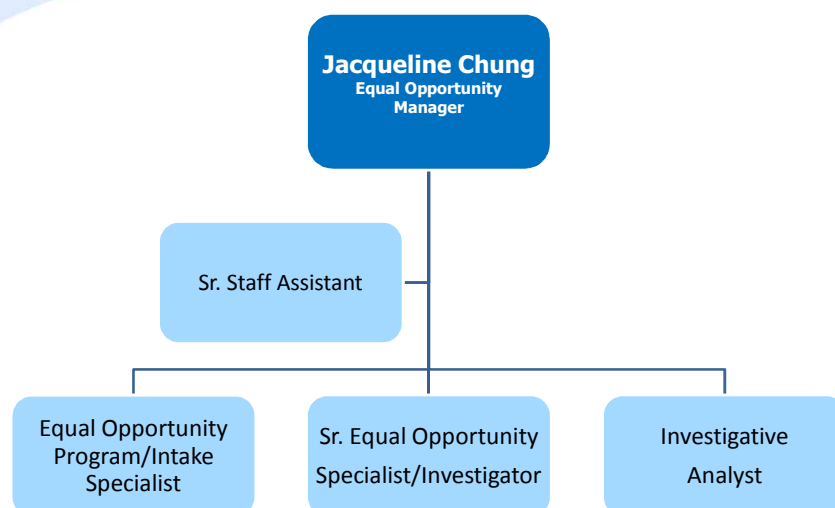 Jacqueline Chung
Equal Opportunity
Manager
Sr. Staff Assistant
Equal Opportunity
Program/Intake
Specialist
Sr. Equal Opportunity
Specialist/Investigator
Investigative
Analyst